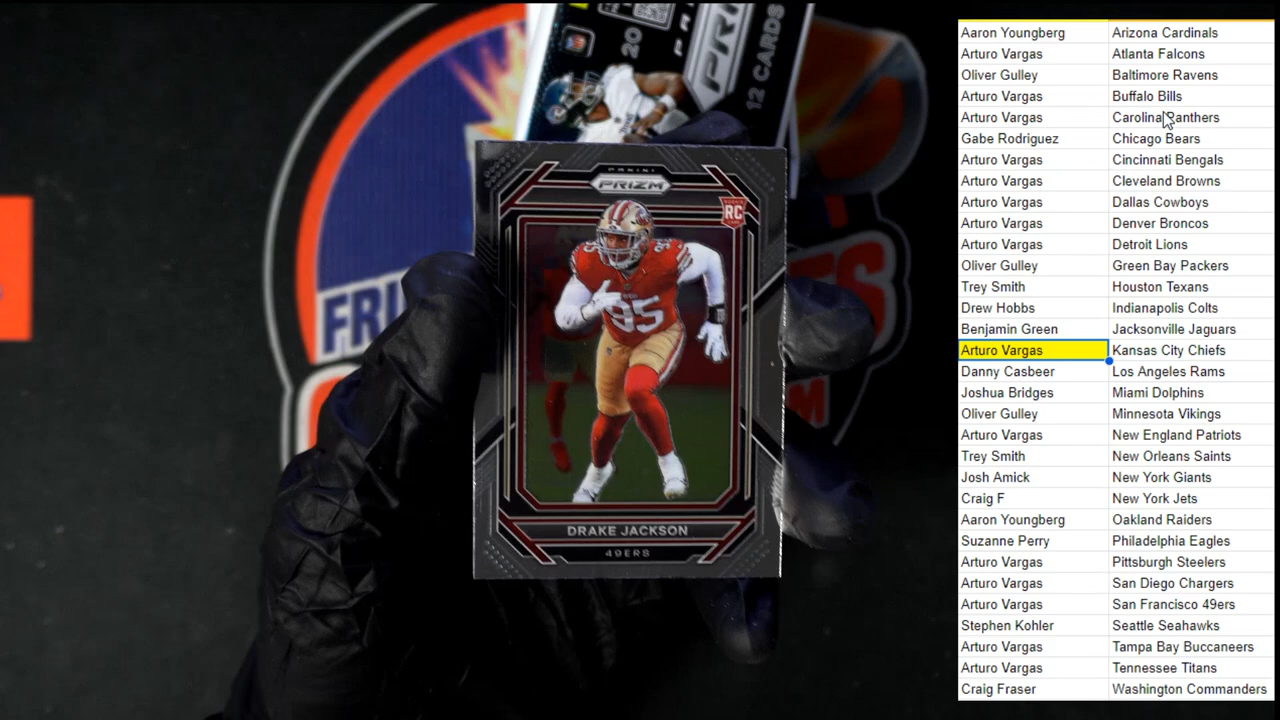 20
PRIZM
12 CARDS
PANINI
PRIZM
ROOKIE
RC
95
DRAKE JACKSON
49ERS
FRI
Aaron Youngberg Arizona Cardinals
Arturo Vargas Atlanta Falcons
Oliver Gulley Baltimore Ravens
Arturo Vargas Buffalo Bills
Arturo Vargas Carolina Panthers
Gabe Rodriguez Chicago Bears
Arturo Vargas Cincinnati Bengals
Arturo Vargas Cleveland Browns
Arturo Vargas Dallas Cowboys
Arturo Vargas Denver Broncos
Arturo Vargas Detroit Lions
Oliver Gulley Green Bay Packers
Trey Smith Houston Texans
Drew Hobbs Indianapolis Colts
Benjamin Green Jacksonville Jaguars
Arturo Vargas Kansas City Chiefs
Danny Casbeer Los Angeles Rams
Joshua Bridges Miami Dolphins
Oliver Gulley Minnesota Vikings
Arturo Vargas New England Patriots
Trey Smith New Orleans Saints
Josh Amick New York Giants
Craig F New York Jets
Aaron Youngberg Oakland Raiders
Suzanne Perry Philadelphia Eagles
Arturo Vargas Pittsburgh Steelers
Arturo Vargas San Diego Chargers
Arturo Vargas San Francisco 49ers
Stephen Kohler Seattle Seahawks
Arturo Vargas Tampa Bay Buccaneers
Arturo Vargas Tennessee Titans
Craig Fraser Washington Commanders